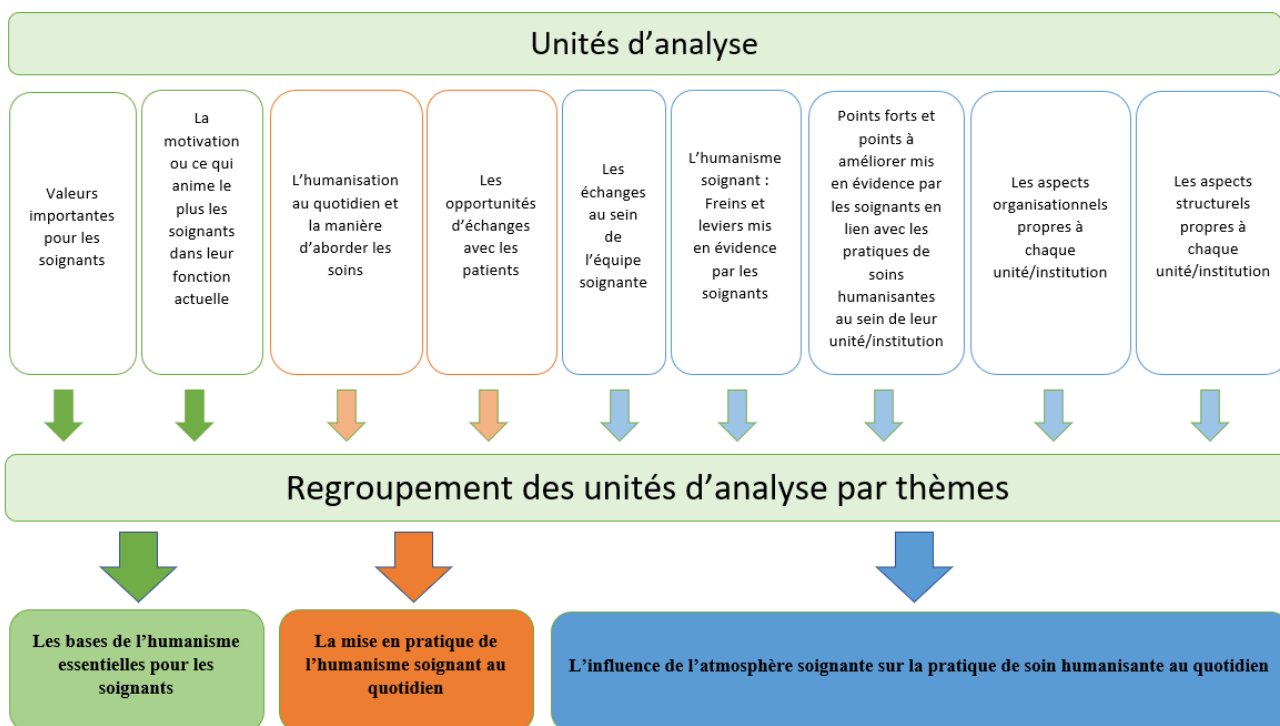 Unités d’analyse
Valeurs
importantes
pour les
soignants
La
motivation
ou ce qui
anime le
plus les
soignants
dans leur
fonction
actuelle
L’humanisation
au quotidien et
la manière
d’aborder les
soins
Les
opportunités
d’échanges
avec les
patients
Les
échanges
au sein
de
l’équipe
soignante
L’humanisme
soignant :
Freins et
leviers mis
en évidence
par les
soignants
Points forts et
points à
améliorer mis
en évidence par
les soignants en
lien avec les
pratiques de
soins
humanisantes
au sein de leur
unité/institution
Les aspects
organisationnels
propres à
chaque
unité/institution
Les aspects
structurels
propres à
chaque
unité/institution
Regroupement des unités d’analyse par thèmes
Les bases de l’humanisme
essentielles pour les
soignants
La mise en pratique de
l’humanisme soignant au
quotidien
L’influence de l’atmosphère soignante sur la pratique de soin humanisante au quotidien